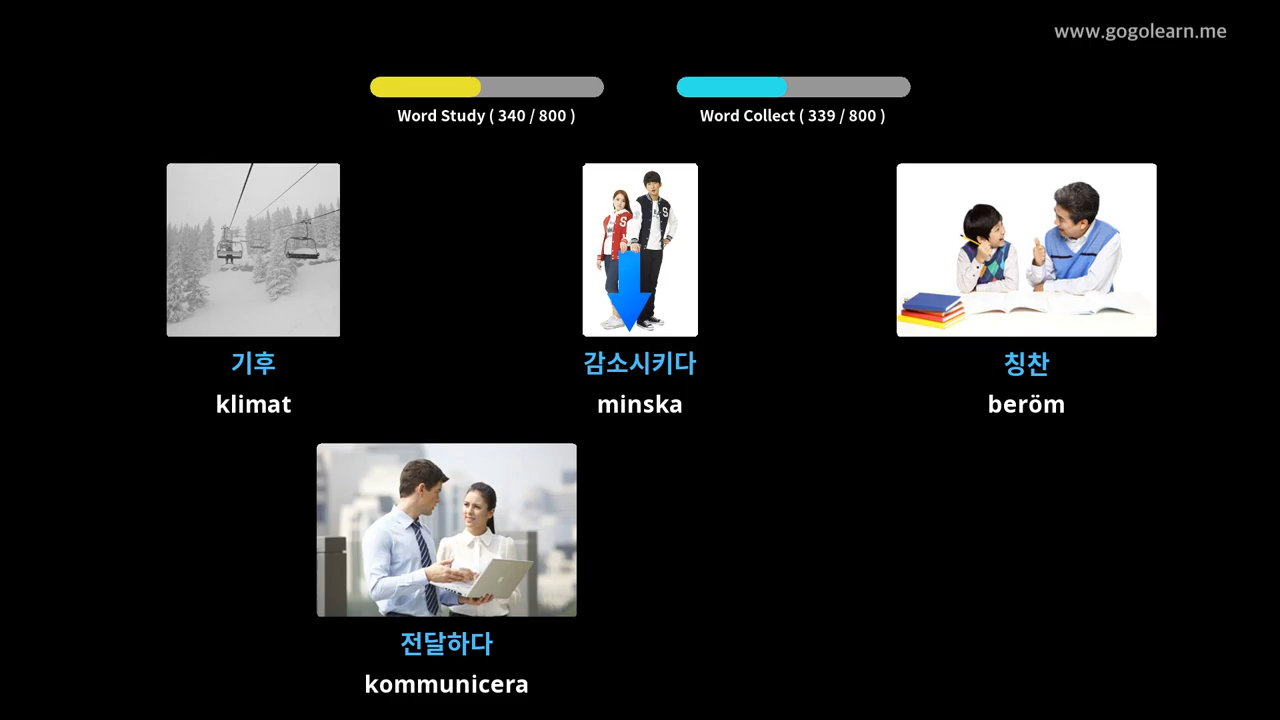 www.gogolearn.me
Word Study ( 340 / 800 )
Word Collect ( 339 / 800 )
기후
klimat
감소시키다
minska
칭찬
beröm
전달하다
kommunicera